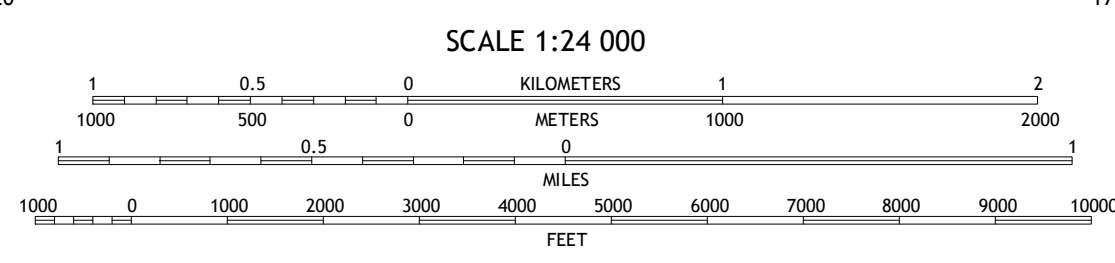 SCALE 1:24 000
1 0.5 0 KILOMETERS 1 2
1000 500 0 METERS 1000 2000
1 0.5 0 1
MILES
1000 0 1000 2000 3000 4000 5000 6000 7000 8000 9000 10000
FEET